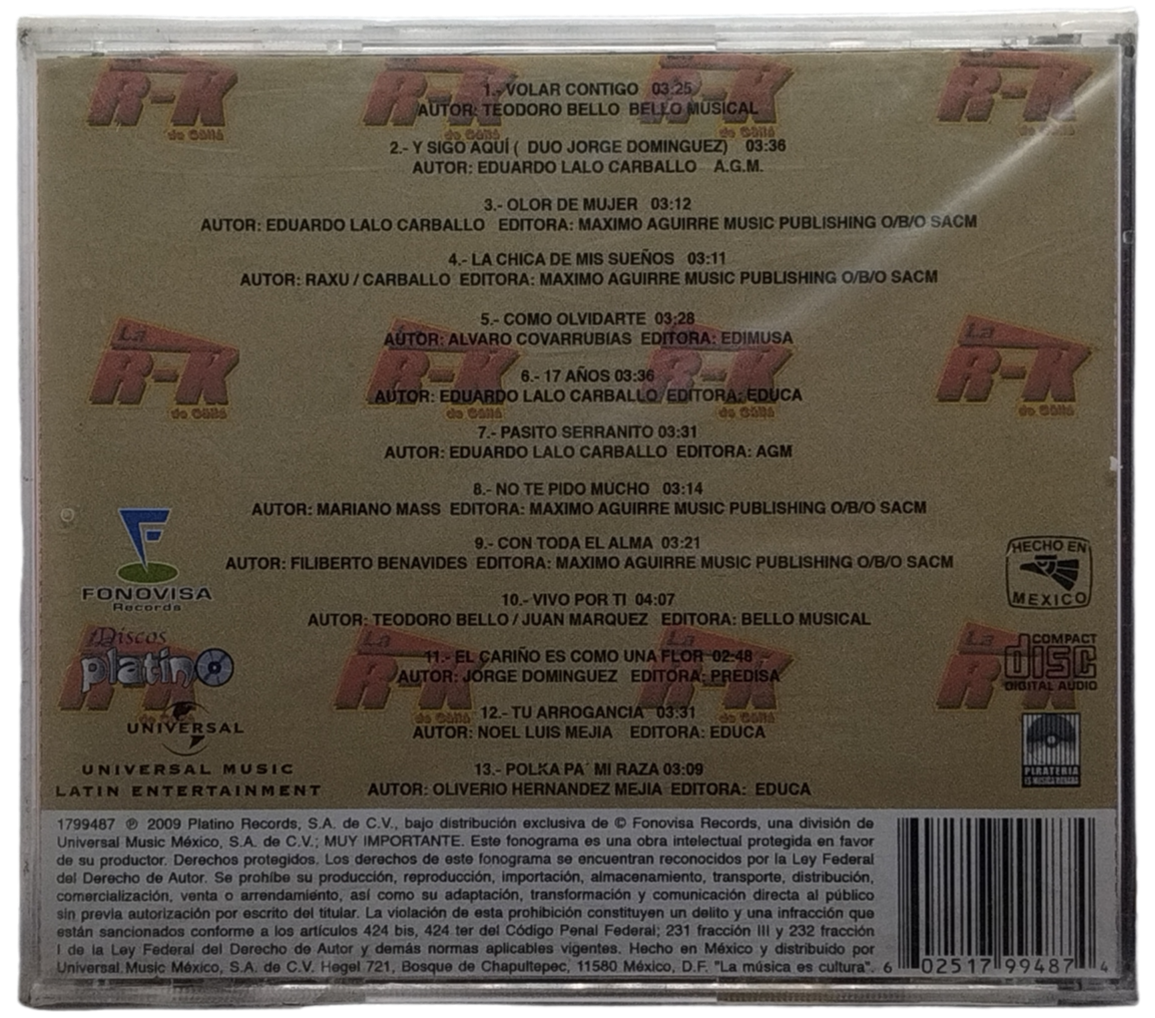 La
R-K
de Cálá
La
R-K
de Cálá
La
R-K
de Cálá
La
R-K
de Cálá
1.- VOLAR CONTIGO 03:25
AUTOR: TEODORO BELLO BELLO MUSICAL
2.- Y SIGO AQUÍ ( DUO JORGE DOMINGUEZ) 03:36
AUTOR: EDUARDO LALO CARBALLO A.G.M.
3.- OLOR DE MUJER 03:12
AUTOR: EDUARDO LALO CARBALLO EDITORA: MAXIMO AGUIRRE MUSIC PUBLISHING O/B/O SACM
4.- LA CHICA DE MIS SUEÑOS 03:11
AUTOR: RAXU / CARBALLO EDITORA: MAXIMO AGUIRRE MUSIC PUBLISHING O/B/O SACM
5.- COMO OLVIDARTE 03:28
AUTOR: ALVARO COVARRUBIAS EDITORA: EDIMUSA
La
R-K
La
R-K
La
R-K
La
R-K
6.- 17 AÑOS 03:36
AUTOR: EDUARDO LALO CARBALLO EDITORA: EDUCA
7.- PASITO SERRANITO 03:31
AUTOR: EDUARDO LALO CARBALLO EDITORA: AGM
8.- NO TE PIDO MUCHO 03:14
AUTOR: MARIANO MASS EDITORA: MAXIMO AGUIRRE MUSIC PUBLISHING O/B/O SACM
9.- CON TODA EL ALMA 03:21
AUTOR: FILIBERTO BENAVIDES EDITORA: MAXIMO AGUIRRE MUSIC PUBLISHING O/B/O SACM
10.- VIVO POR TI 04:07
AUTOR: TEODORO BELLO / JUAN MARQUEZ EDITORA: BELLO MUSICAL
11.- EL CARIÑO ES COMO UNA FLOR 02:48
AUTOR: JORGE DOMINGUEZ EDITORA: PREDISA
12.- TU ARROGANCIA 03:31
AUTOR: NOEL LUIS MEJIA EDITORA: EDUCA
13.- POLKA PA´ MI RAZA 03:09
AUTOR: OLIVERIO HERNANDEZ MEJIA EDITORA: EDUCA
F
FONOVISA
Records
Discos
platino
UNIVERSAL
UNIVERSAL MUSIC
LATIN ENTERTAINMENT
HECHO EN
MEXICO
COMPACT
disc
DIGITAL AUDIO
PIRATERIA
1799487 ℗ 2009 Platino Records, S.A. de C.V., bajo distribución exclusiva de © Fonovisa Records, una división de
Universal Music México, S.A. de C.V.; MUY IMPORTANTE. Este fonograma es una obra intelectual protegida en favor
de su productor. Derechos protegidos. Los derechos de este fonograma se encuentran reconocidos por la Ley Federal
del Derecho de Autor. Se prohíbe su producción, reproducción, importación, almacenamiento, transporte, distribución,
comercialización, venta o arrendamiento, así como su adaptación, transformación y comunicación directa al público
sin previa autorización por escrito del titular. La violación de esta prohibición constituyen un delito y una infracción que
están sancionados conforme a los artículos 424 bis, 424 ter del Código Penal Federal; 231 fracción III y 232 fracción
I de la Ley Federal del Derecho de Autor y demás normas aplicables vigentes. Hecho en México y distribuido por
Universal Music México, S.A. de C.V. Hegel 721, Bosque de Chapultepec, 11580 México, D.F. "La música es cultura".
6 02517 99487 4